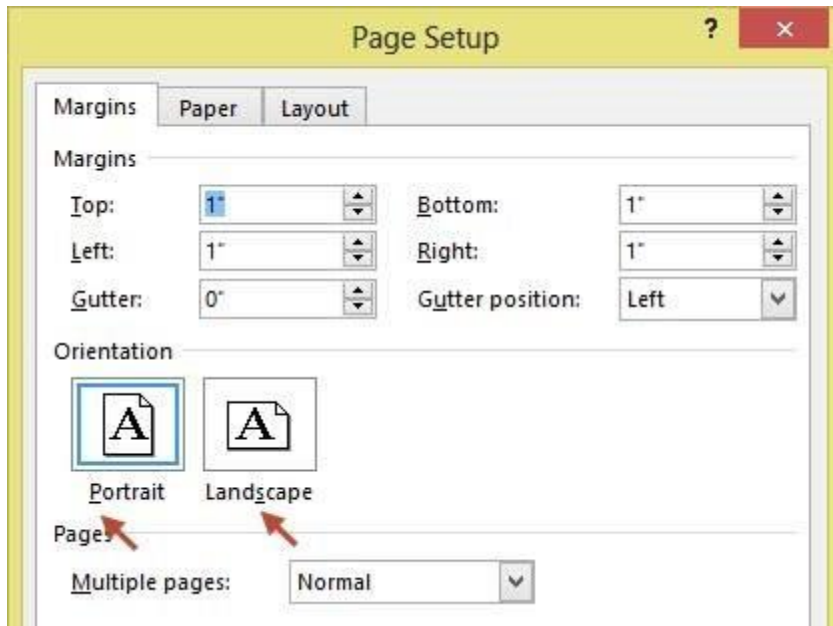 Page Setup ? ×
Margins Paper Layout
Margins
Top: 1" Bottom: 1"
Left: 1" Right: 1"
Gutter: 0" Gutter position: Left
Orientation
A A
Portrait Landscape
Pages
Multiple pages: Normal